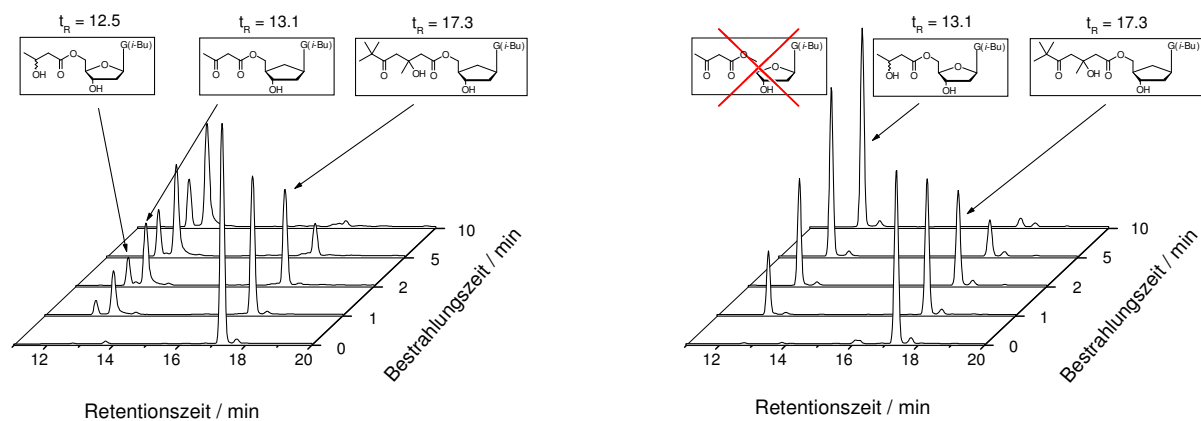 t_R = 12.5
t_R = 13.1
t_R = 17.3
O
O
OH
O
O
OH
G(i-Bu)
O
O
O
OH
G(i-Bu)
O
OH
O
O
OH
G(i-Bu)
10
5
2
1
0
12
14
16
18
20
Bestrahlungszeit / min
Retentionszeit / min
t_R = 13.1
t_R = 17.3
O
O
O
O
OH
G(i-Bu)
OH
O
O
O
OH
G(i-Bu)
O
OH
O
O
O
OH
G(i-Bu)
10
5
2
1
0
12
14
16
18
20
Bestrahlungszeit / min
Retentionszeit / min